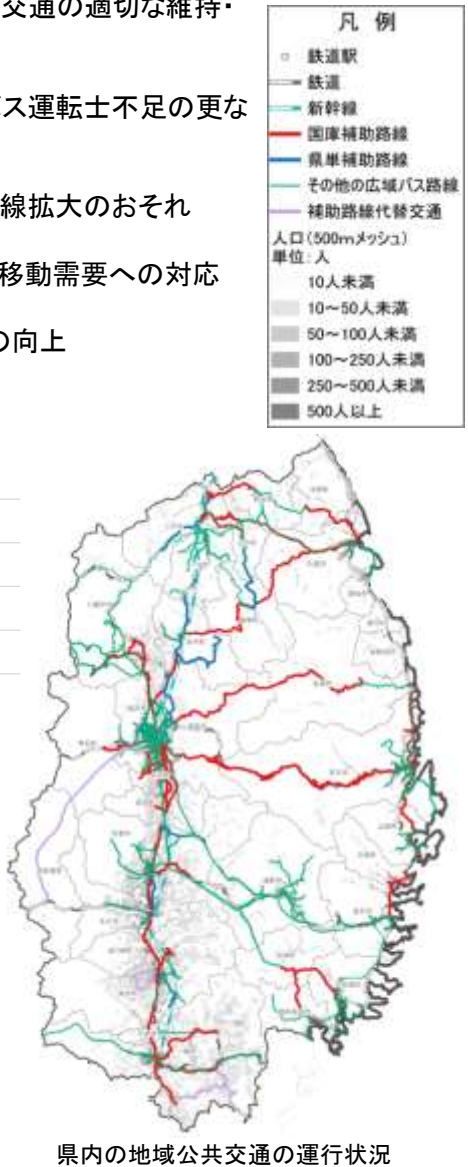 交通の適切な維持・
バス運転士不足の更な
線拡大のおそれ
移動需要への対応
の向上
凡 例
鉄道駅
鉄道
新幹線
国庫補助路線
県単補助路線
その他の広域バス路線
補助路線代替交通
人口(500mメッシュ)
単位:人
10人未満
10～50人未満
50～100人未満
100～250人未満
250～500人未満
500人以上
県内の地域公共交通の運行状況